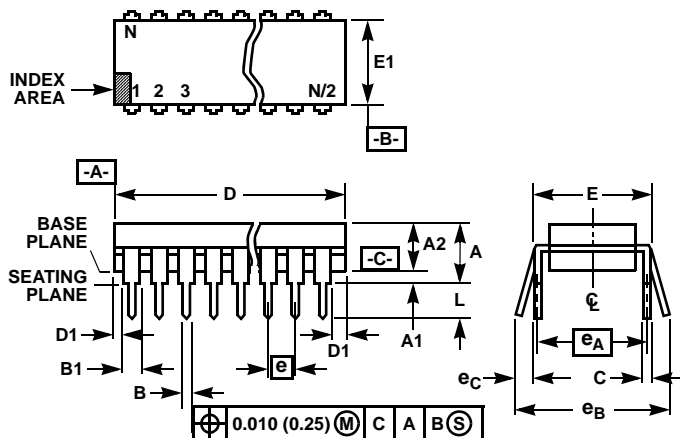 N
E1
INDEX
AREA
1 2 3 N/2
-B-
-A-
D
E
BASE
PLANE
A2
A
-C-
SEATING
PLANE
L
C
L
D1
A1
D1
eA
B1
e
eC
C
B
eB
0.010 (0.25) M C A B S